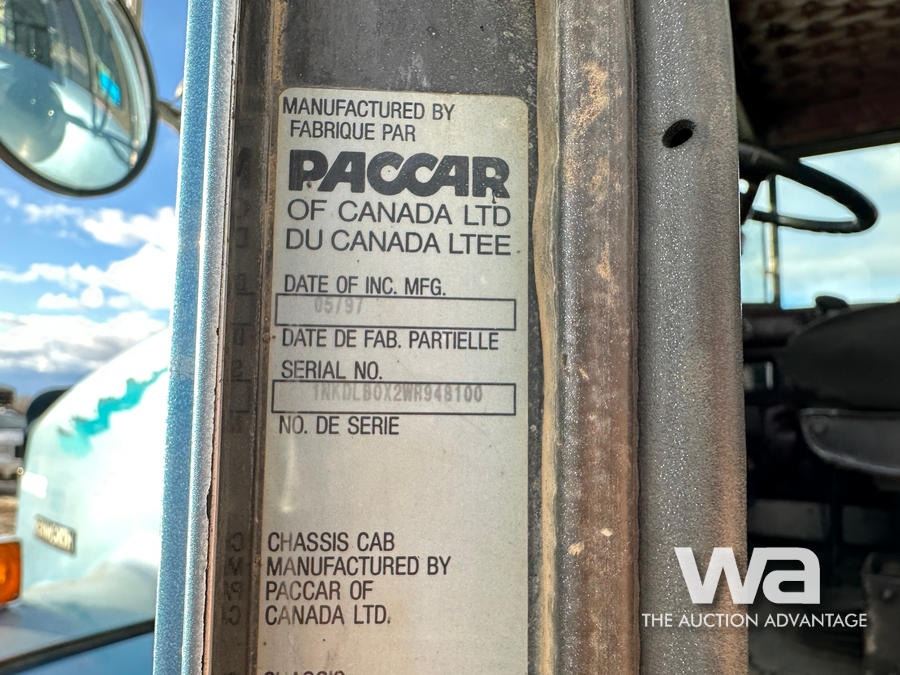 MANUFACTURED BY
FABRIQUE PAR
PACCAR
OF CANADA LTD
DU CANADA LTEE
DATE OF INC. MFG.
05/97
DATE DE FAB. PARTIELLE
SERIAL NO.
1NKDLB0X2WR948100
NO. DE SERIE
CHASSIS CAB
MANUFACTURED BY
PACCAR OF
CANADA LTD.
CHASSIS
wa
THE AUCTION ADVANTAGE